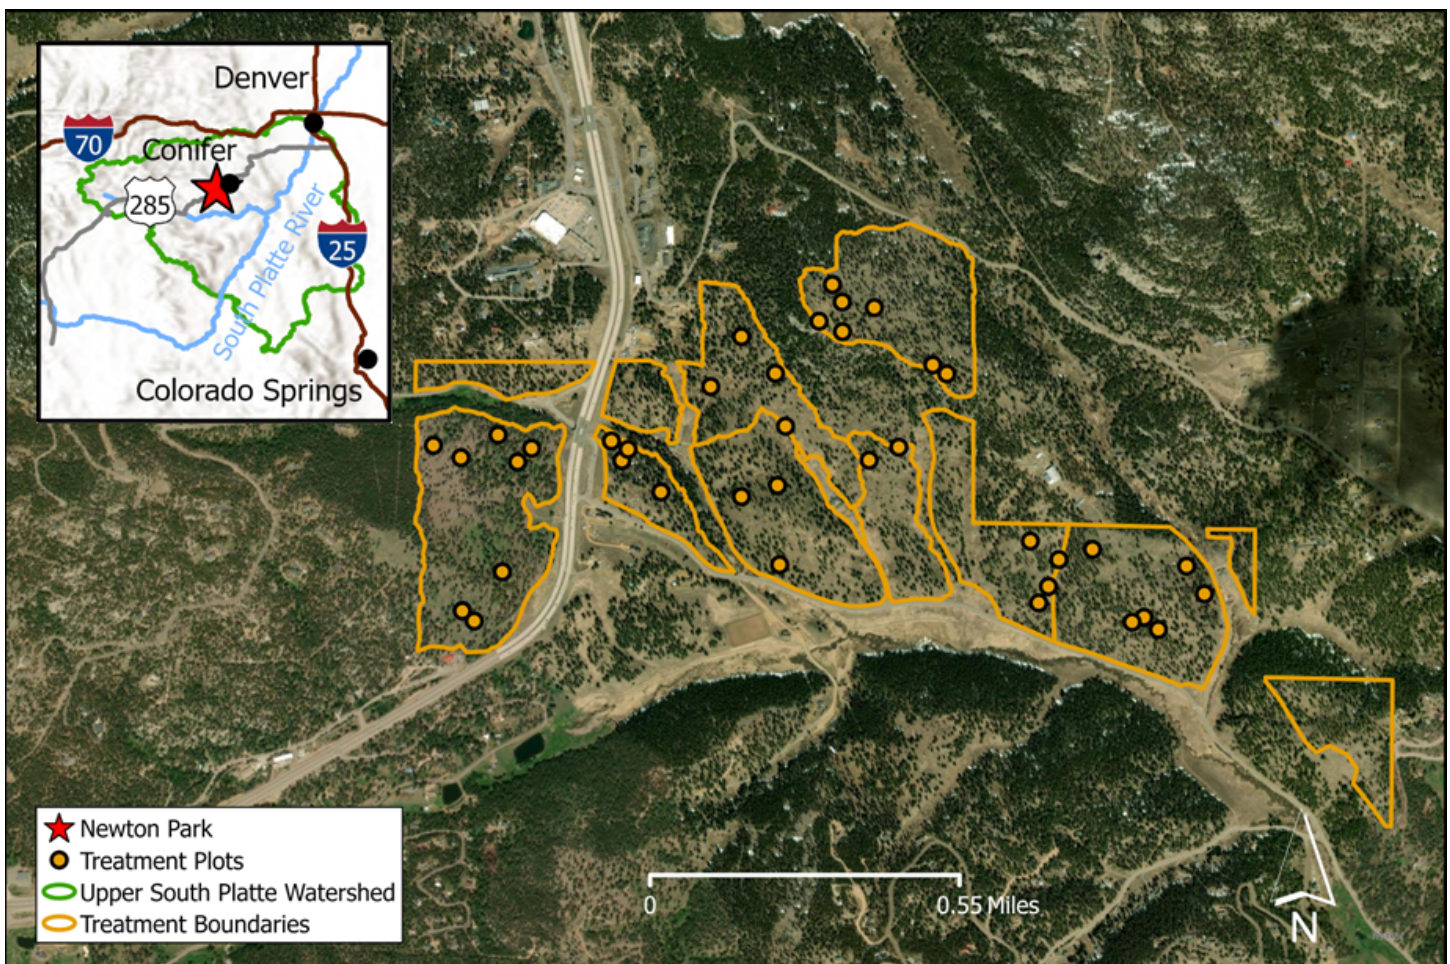 Denver
70
Conifer
285
South Platte River
25
Colorado Springs
Newton Park
Treatment Plots
Upper South Platte Watershed
Treatment Boundaries
0
0.55 Miles
N